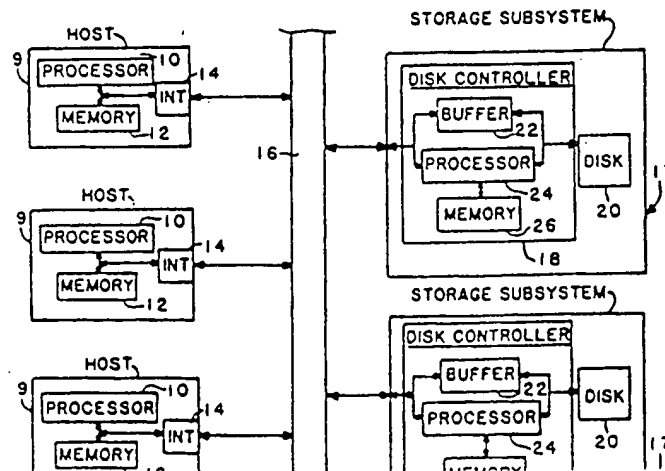 HOST
9
PROCESSOR
10
14
INT
MEMORY
12
HOST
9
PROCESSOR
10
14
INT
MEMORY
12
HOST
9
PROCESSOR
10
14
INT
MEMORY
16
STORAGE SUBSYSTEM
DISK CONTROLLER
BUFFER
22
PROCESSOR
24
MEMORY
26
18
DISK
20
STORAGE SUBSYSTEM
DISK CONTROLLER
BUFFER
22
PROCESSOR
24
DISK
20
17
MEMORY